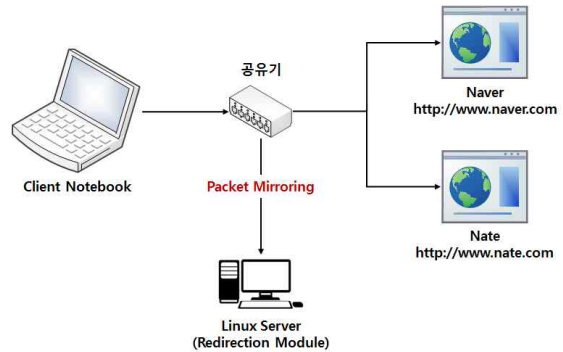 공유기
Client Notebook
Packet Mirroring
Naver
http://www.naver.com
Nate
http://www.nate.com
Linux Server
(Redirection Module)